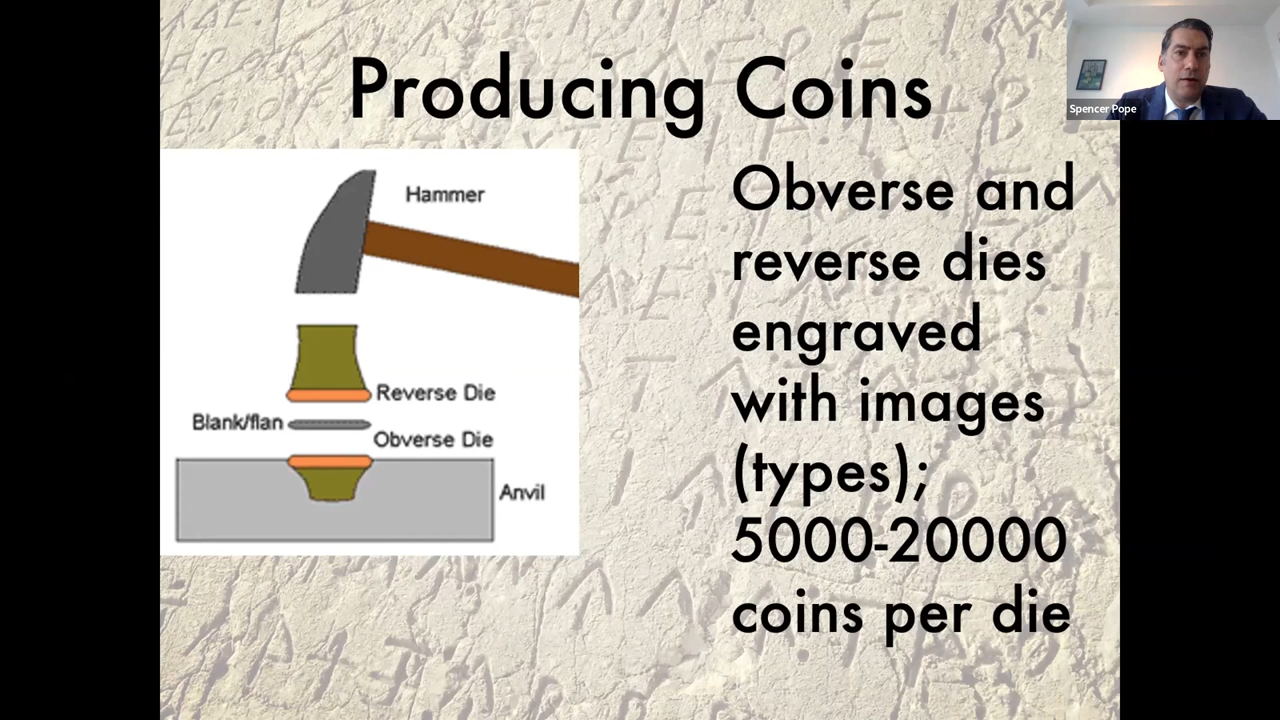 Producing Coins
Spencer Pope
Hammer
Reverse Die
Blank/flan
Obverse Die
Anvil
Obverse and
reverse dies
engraved
with images
(types);
5000-20000
coins per die